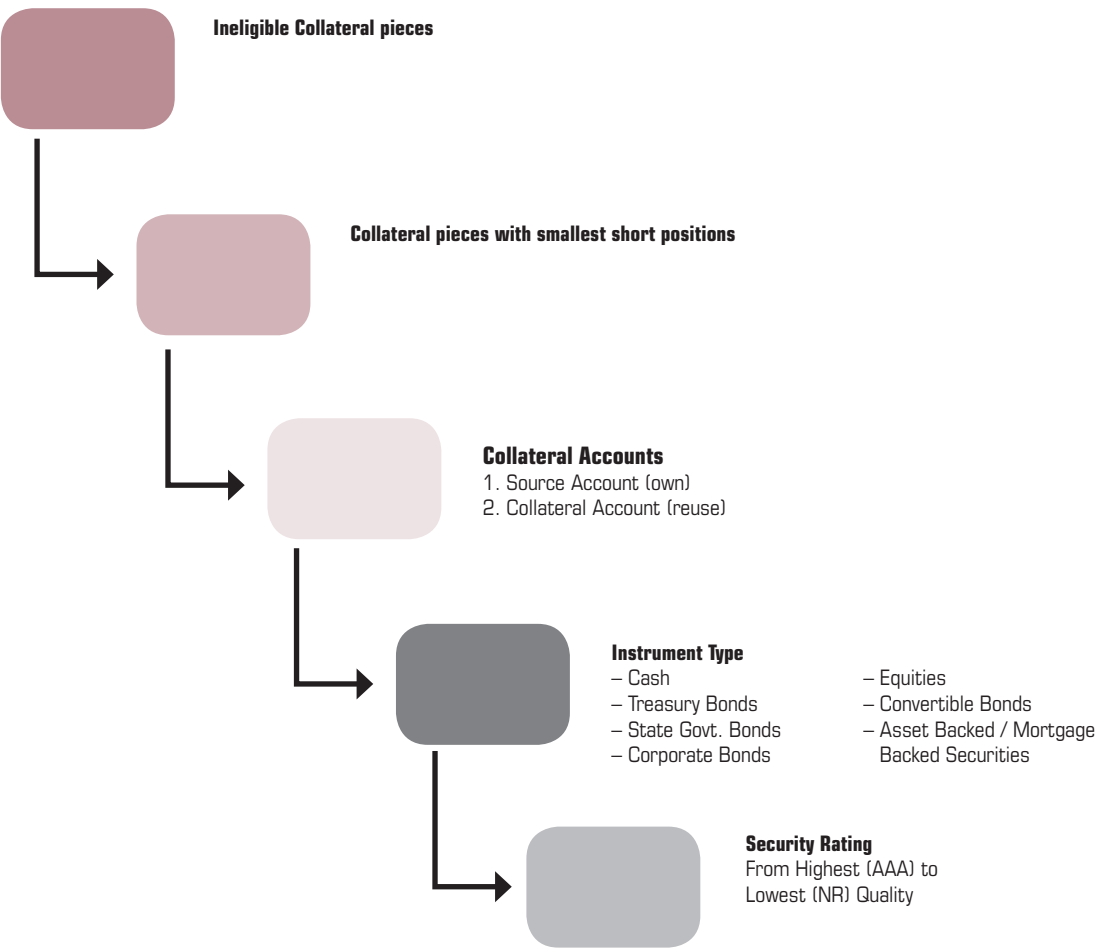 Ineligible Collateral pieces
Collateral pieces with smallest short positions
Collateral Accounts
1. Source Account (own)
2. Collateral Account (reuse)
Instrument Type
– Cash
– Treasury Bonds
– State Govt. Bonds
– Corporate Bonds
– Equities
– Convertible Bonds
– Asset Backed / Mortgage
Backed Securities
Security Rating
From Highest (AAA) to
Lowest (NR) Quality